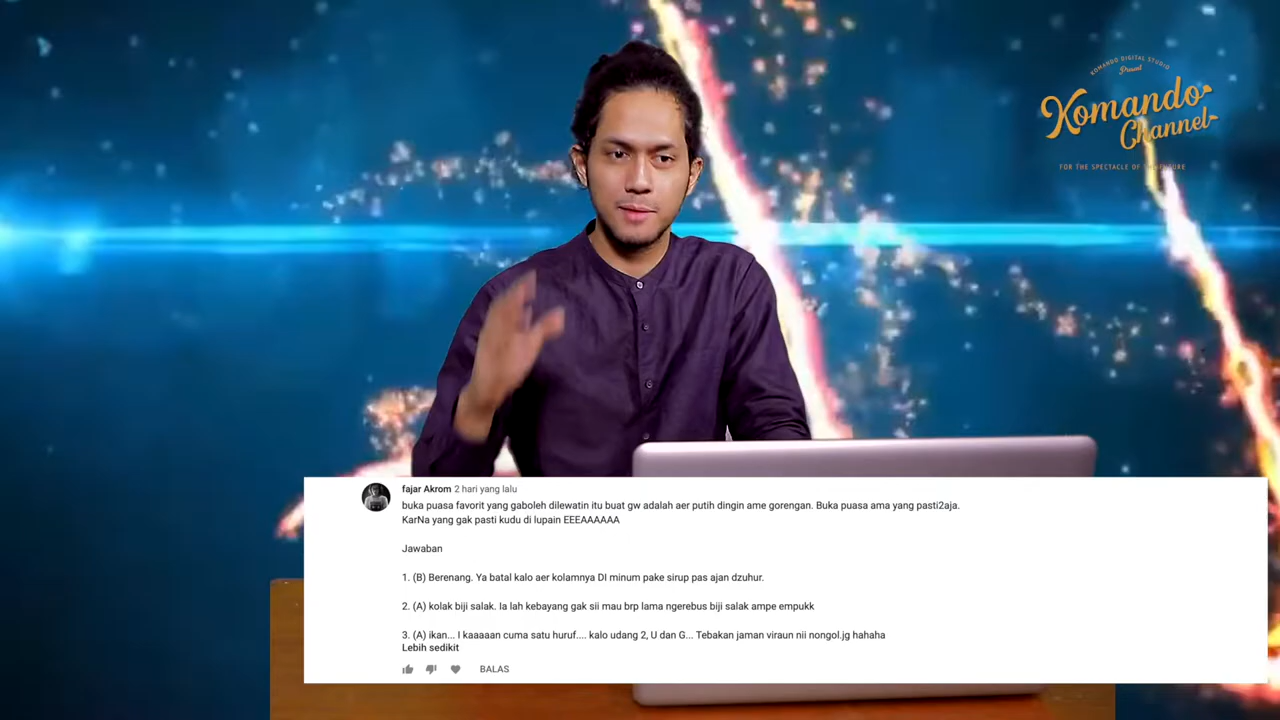 KOMANDO DIGITAL STUDIO
Present
Komando
Channel
FOR THE SPECTACLE OF
fajar Akrom 2 hari yang lalu
buka puasa favorit yang gaboleh dilewatin itu buat gw adalah aer putih dingin ame gorengan. Buka puasa ama yang pasti2aja.
KarNa yang gak pasti kudu di lupain EEEAAAAAA
Jawaban
1. (B) Berenang. Ya batal kalo aer kolamnya DI minum pake sirup pas ajan dzuhur.
2. (A) kolak biji salak. Ia lah kebayang gak sii mau brp lama ngerebus biji salak ampe empukk
3. (A) ikan... I kaaaaan cuma satu huruf.... kalo udang 2, U dan G... Tebakan jaman viraun nii nongol.jg hahaha
Lebih sedikit
BALAS